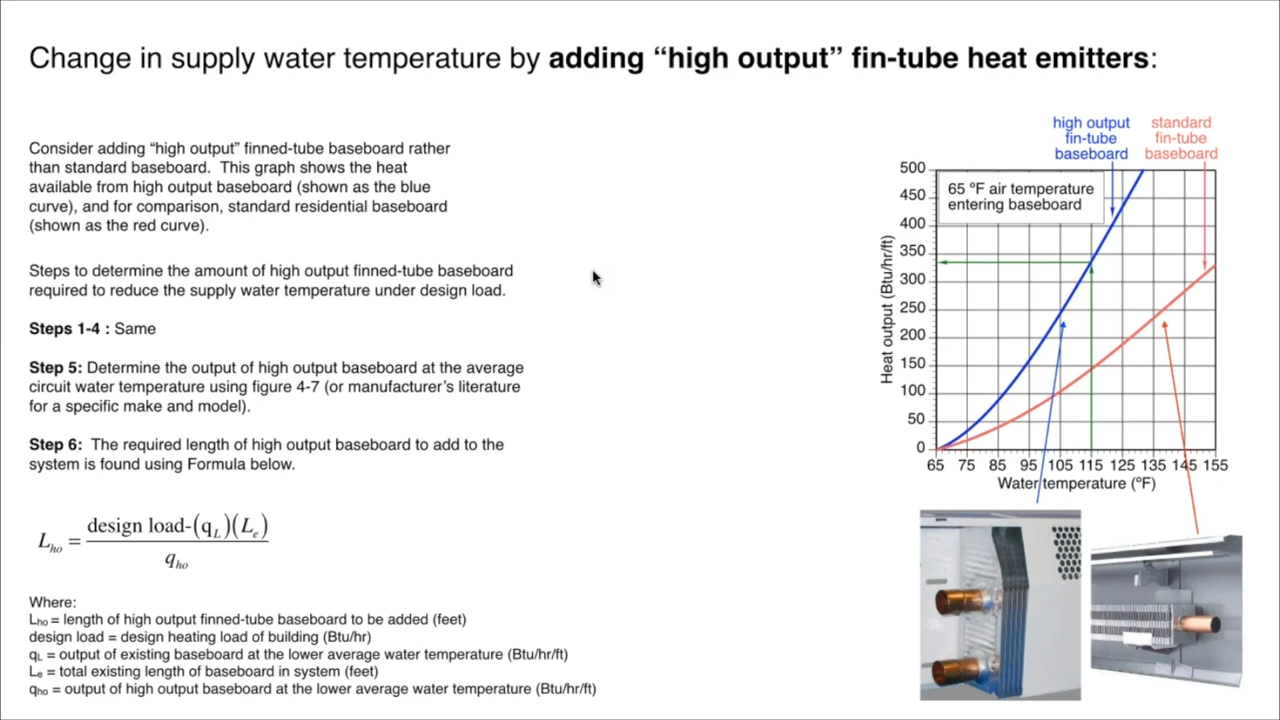 Change in supply water temperature by adding “high output” fin-tube heat emitters:
Consider adding “high output” finned-tube baseboard rather
than standard baseboard. This graph shows the heat
available from high output baseboard (shown as the blue
curve), and for comparison, standard residential baseboard
(shown as the red curve).
Steps to determine the amount of high output finned-tube baseboard
required to reduce the supply water temperature under design load.
Steps 1-4 : Same
Step 5: Determine the output of high output baseboard at the average
circuit water temperature using figure 4-7 (or manufacturer’s literature
for a specific make and model).
Step 6: The required length of high output baseboard to add to the
system is found using Formula below.
L_ho = (design load-(q_L)(L_e)) / q_ho
Where:
Lho = length of high output finned-tube baseboard to be added (feet)
design load = design heating load of building (Btu/hr)
qL = output of existing baseboard at the lower average water temperature (Btu/hr/ft)
Le = total existing length of baseboard in system (feet)
qho = output of high output baseboard at the lower average water temperature (Btu/hr/ft)
high output
fin-tube
baseboard
standard
fin-tube
baseboard
65 ºF air temperature
entering baseboard
Heat output (Btu/hr/ft)
500
450
400
350
300
250
200
150
100
50
0
65 75 85 95 105 115 125 135 145 155
Water temperature (ºF)